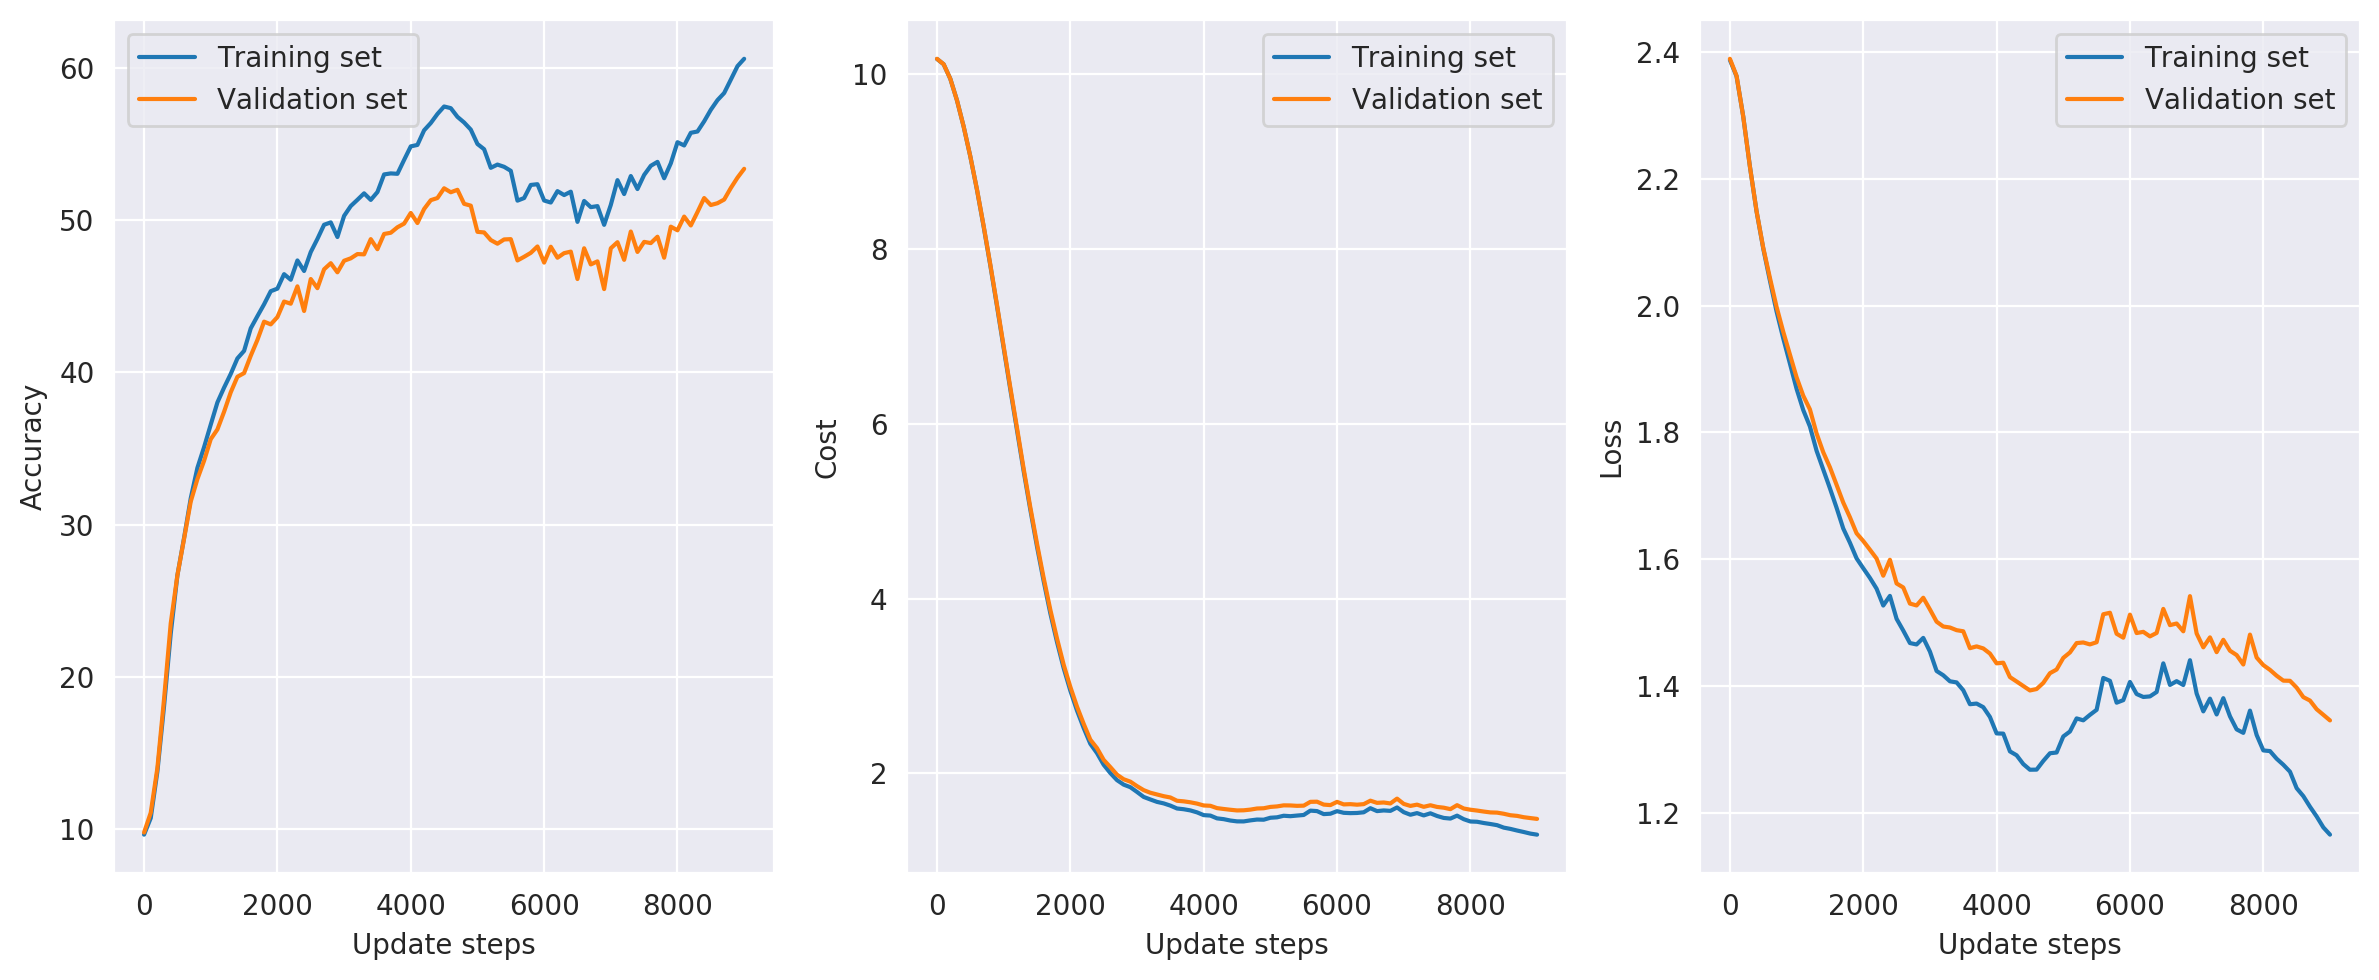 Training set
Validation set
60
50
40
30
20
10
Accuracy
0 2000 4000 6000 8000
Update steps
Training set
Validation set
10
8
6
4
2
Cost
0 2000 4000 6000 8000
Update steps
Training set
Validation set
2.4
2.2
2.0
1.8
1.6
1.4
1.2
Loss
0 2000 4000 6000 8000
Update steps